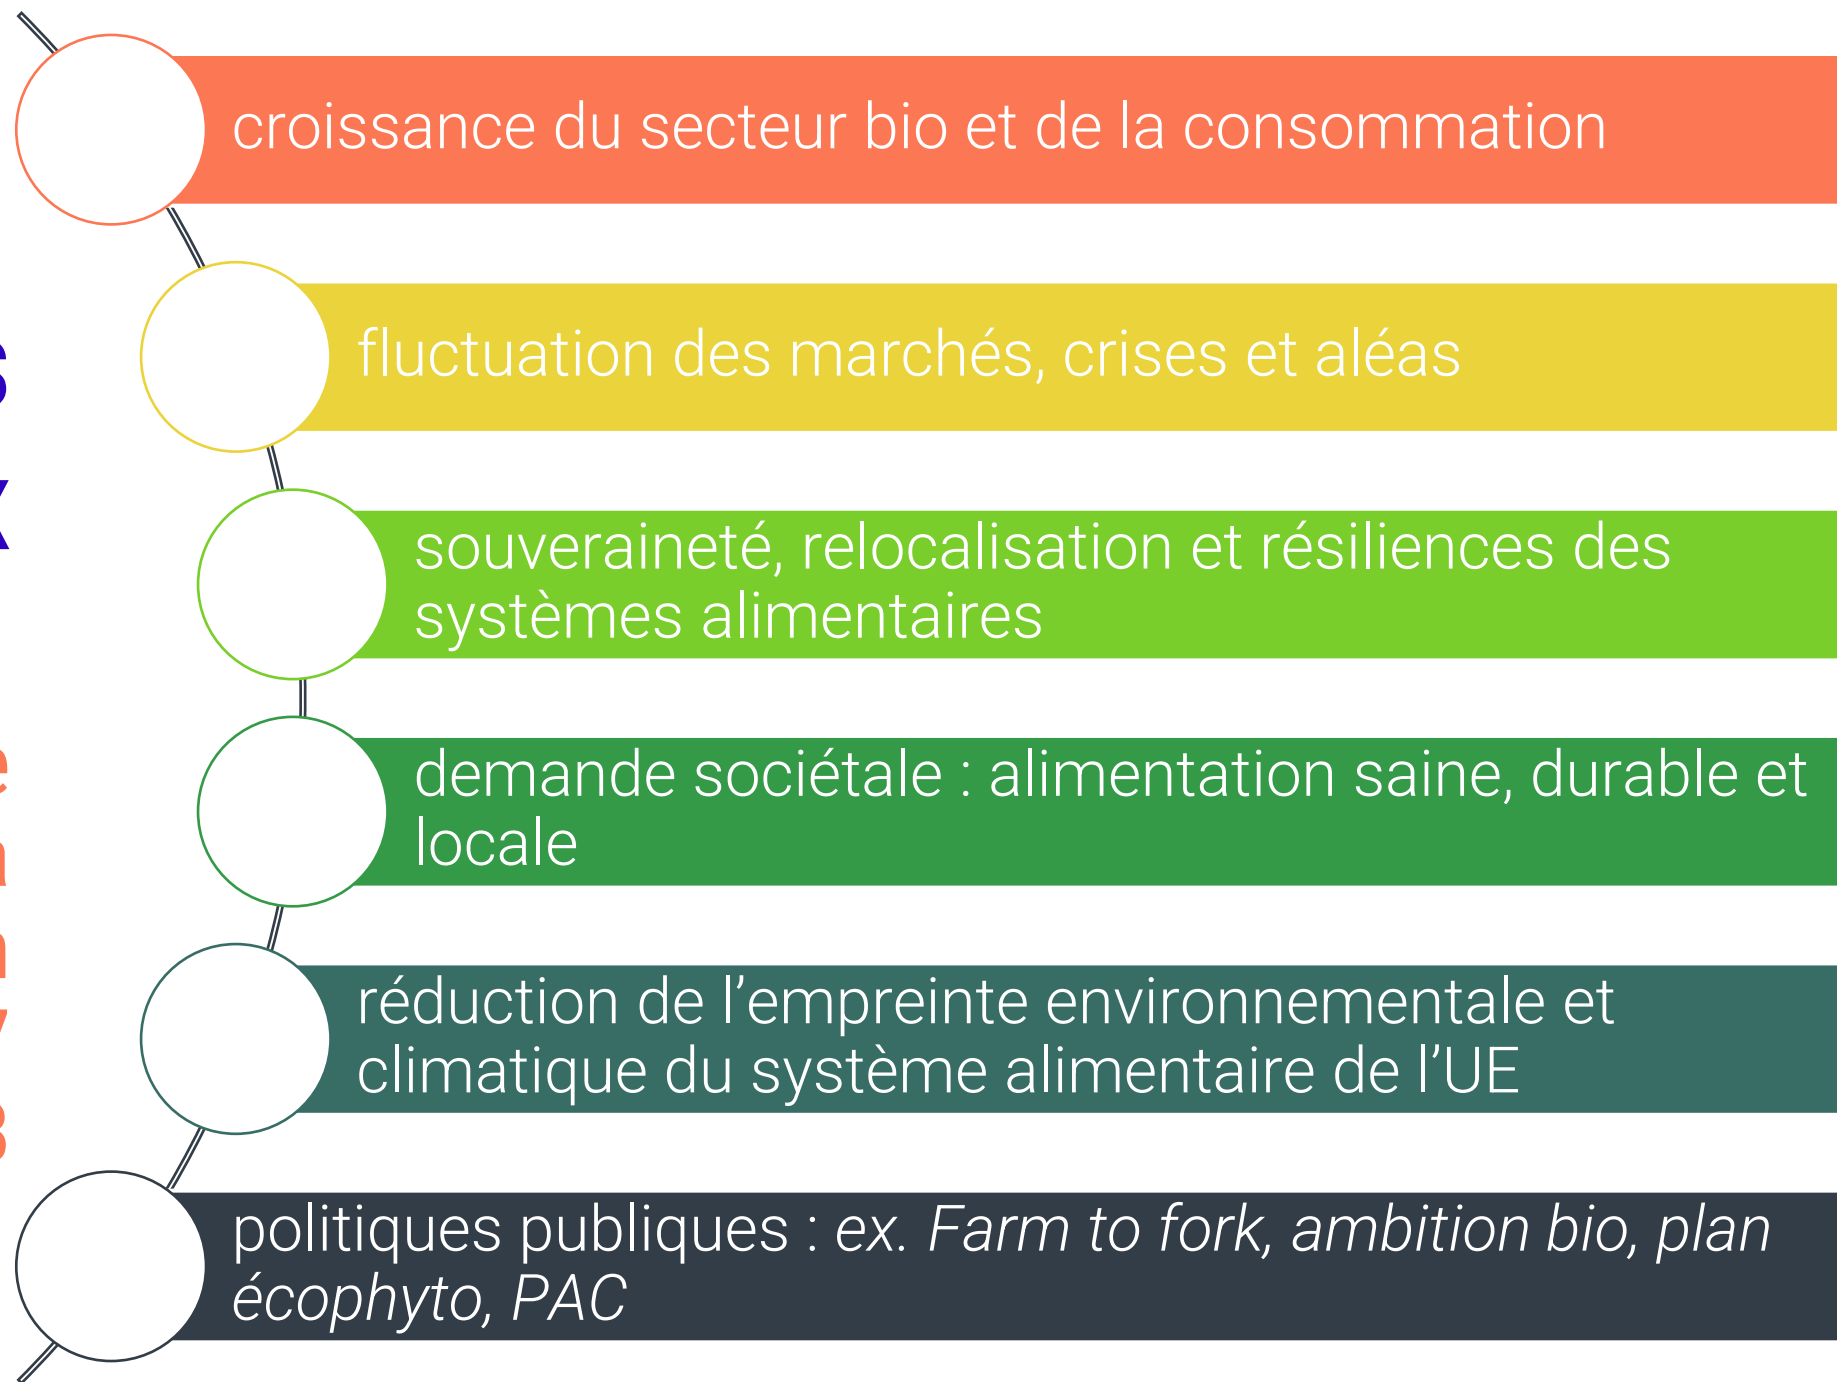 croissance du secteur bio et de la consommation
fluctuation des marchés, crises et aléas
souveraineté, relocalisation et résiliences des
systèmes alimentaires
demande sociétale : alimentation saine, durable et
locale
réduction de l’empreinte environnementale et
climatique du système alimentaire de l’UE
politiques publiques : ex. Farm to fork, ambition bio, plan
écophyto, PAC